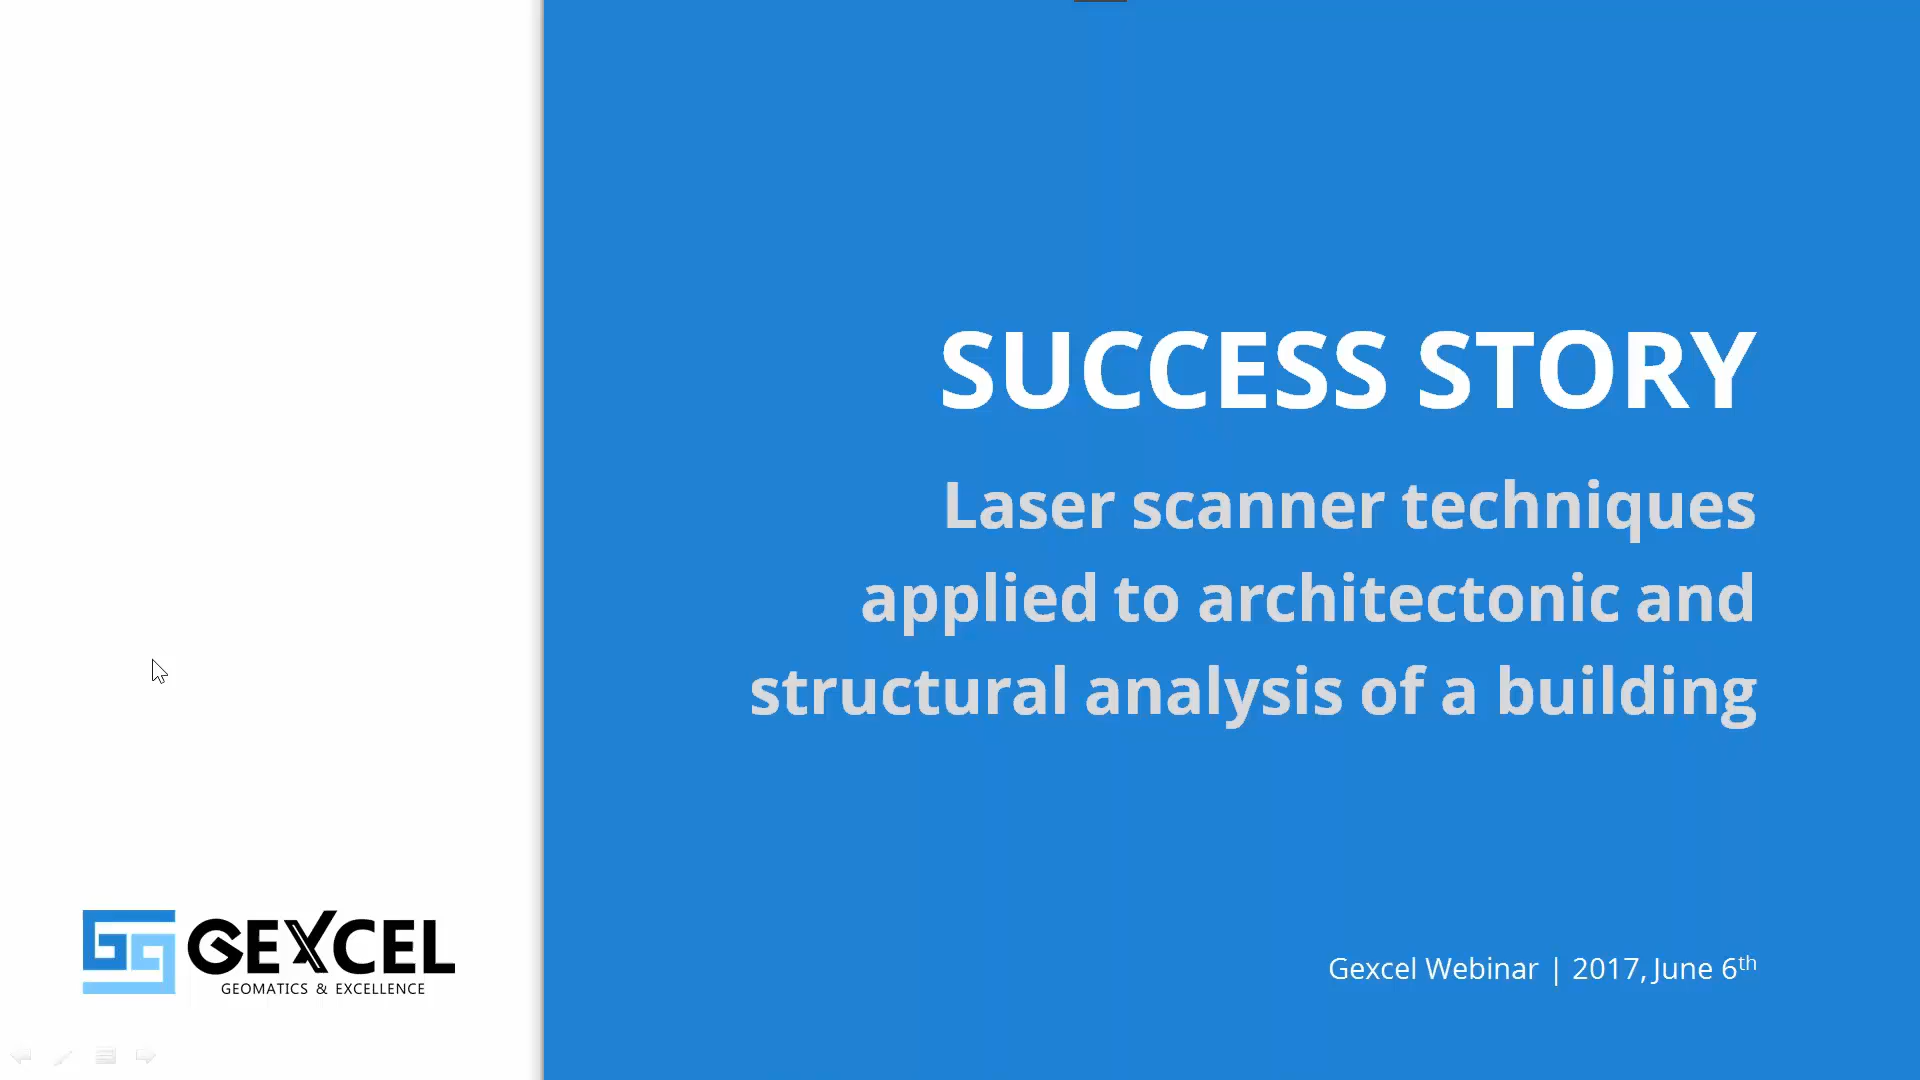 SUCCESS STORY
Laser scanner techniques
applied to architectonic and
structural analysis of a building
GEXCEL
GEOMATICS & EXCELLENCE
Gexcel Webinar | 2017, June 6th